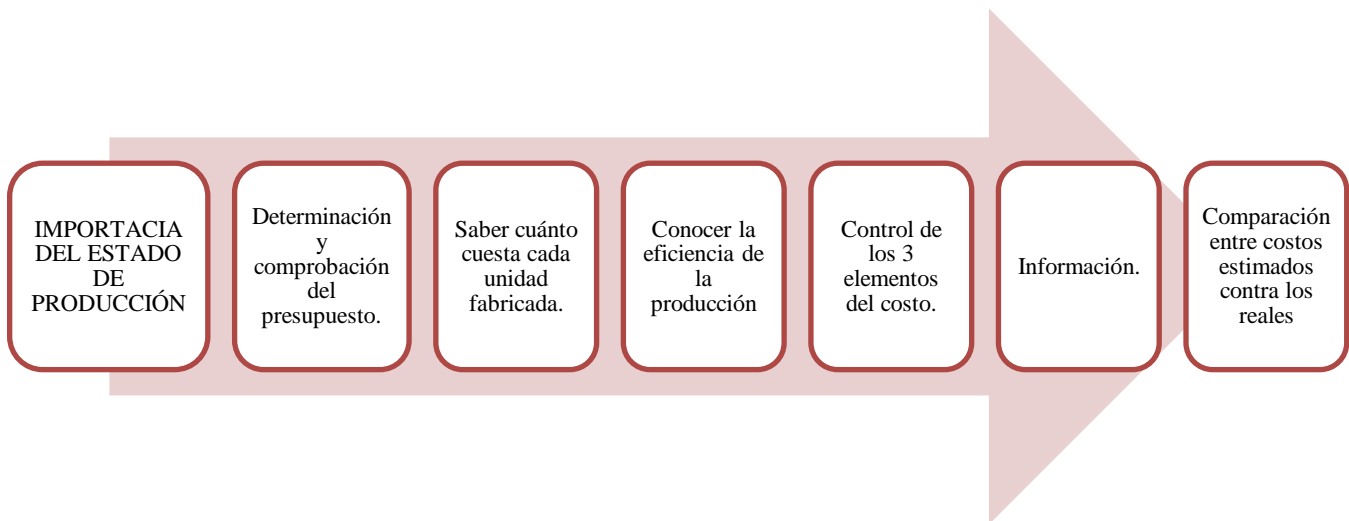 IMPORTACIA
DEL ESTADO
DE
PRODUCCIÓN
Determinación
y
comprobación
del
presupuesto.
Saber cuánto
cuesta cada
unidad
fabricada.
Conocer la
eficiencia de
la
producción
Control de
los 3
elementos
del costo.
Información.
Comparación
entre costos
estimados
contra los
reales